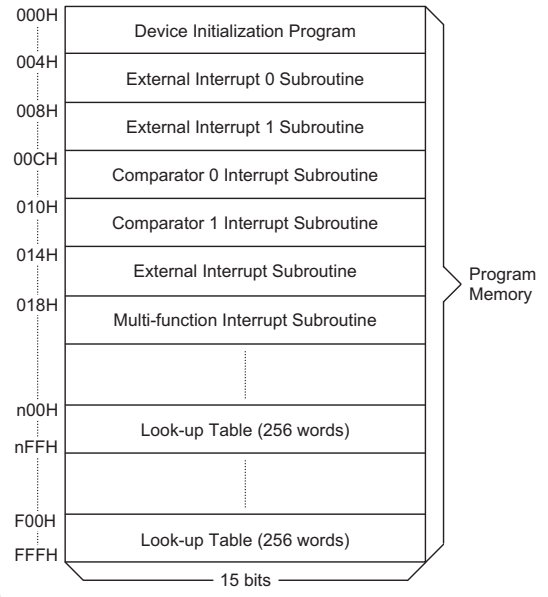 000H
Device Initialization Program
004H
External Interrupt 0 Subroutine
008H
External Interrupt 1 Subroutine
00CH
Comparator 0 Interrupt Subroutine
010H
Comparator 1 Interrupt Subroutine
014H
External Interrupt Subroutine
018H
Multi-function Interrupt Subroutine
Program
Memory
n00H
Look-up Table (256 words)
nFFH
F00H
Look-up Table (256 words)
FFFH
15 bits